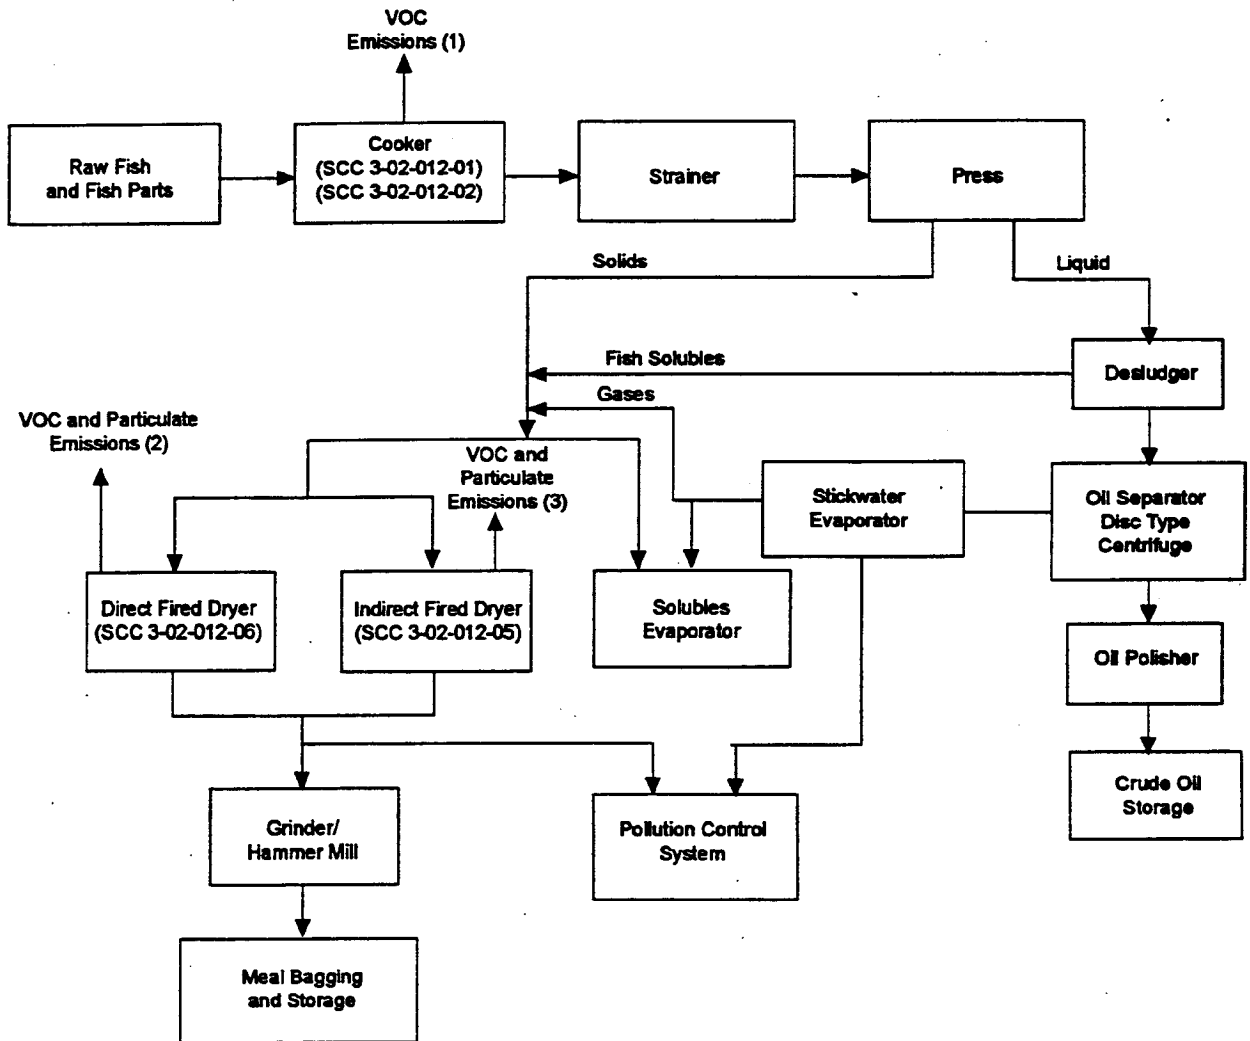 VOC
Emissions (1)
Raw Fish
and Fish Parts
Cooker
(SCC 3-02-012-01)
(SCC 3-02-012-02)
Strainer
Press
Solids
Liquid
Fish Solubles
Desludger
Gases
VOC and Particulate
Emissions (2)
VOC and
Particulate
Emissions (3)
Stickwater
Evaporator
Oil Separator
Disc Type
Centrifuge
Direct Fired Dryer
(SCC 3-02-012-06)
Indirect Fired Dryer
(SCC 3-02-012-05)
Solubles
Evaporator
Oil Polisher
Grinder/
Hammer Mill
Pollution Control
System
Crude Oil
Storage
Meal Bagging
and Storage